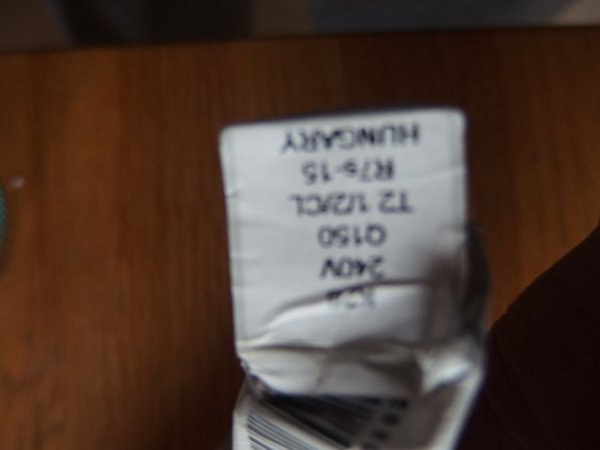 240V
Q150
T2 1/2/CL
R7s-15
HUNGARY